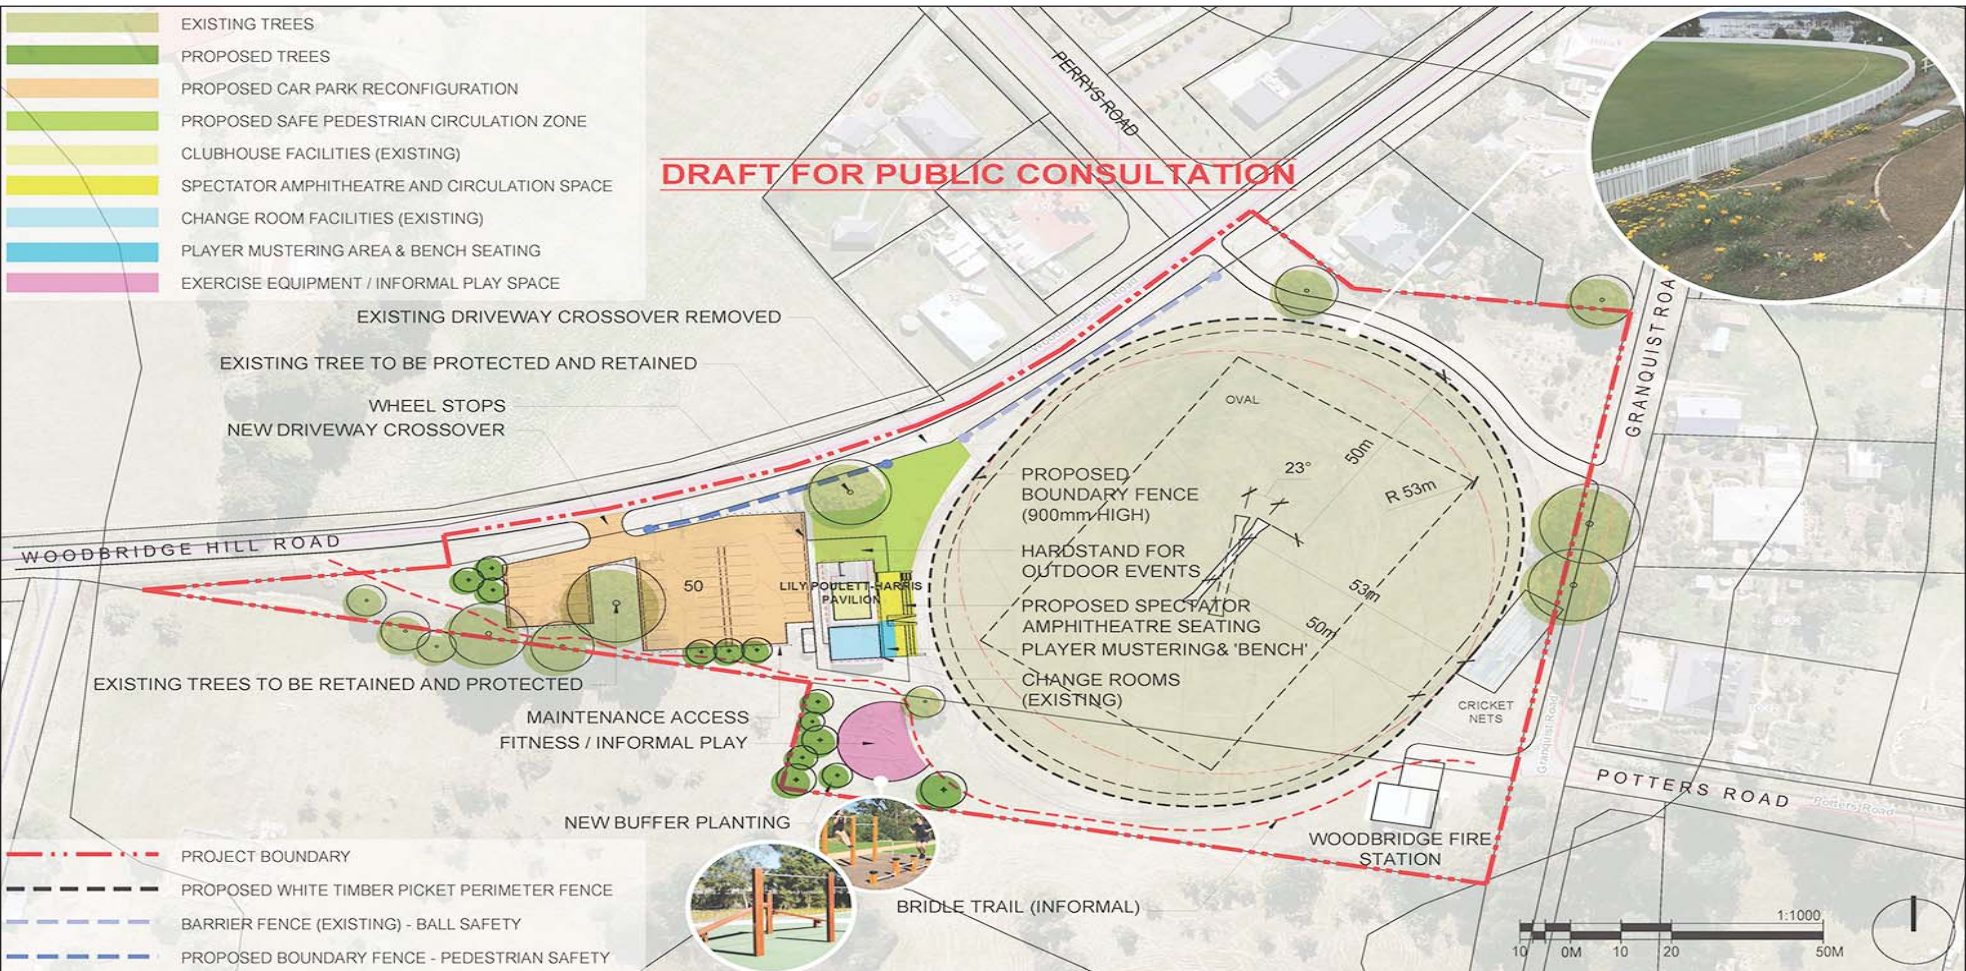 EXISTING TREES
PROPOSED TREES
PROPOSED CAR PARK RECONFIGURATION
PROPOSED SAFE PEDESTRIAN CIRCULATION ZONE
CLUBHOUSE FACILITIES (EXISTING)
SPECTATOR AMPHITHEATRE AND CIRCULATION SPACE
CHANGE ROOM FACILITIES (EXISTING)
PLAYER MUSTERING AREA & BENCH SEATING
EXERCISE EQUIPMENT / INFORMAL PLAY SPACE
PERRYS ROAD
DRAFT FOR PUBLIC CONSULTATION
EXISTING DRIVEWAY CROSSOVER REMOVED
EXISTING TREE TO BE PROTECTED AND RETAINED
WHEEL STOPS
NEW DRIVEWAY CROSSOVER
Woodbridge Hill Road
WOODBRIDGE HILL ROAD
GRANQUIST ROA
OVAL
50m
23°
R 53m
53m
50m
PROPOSED
BOUNDARY FENCE
(900mm HIGH)
HARDSTAND FOR
OUTDOOR EVENTS
PROPOSED SPECTATOR
AMPHITHEATRE SEATING
PLAYER MUSTERING& 'BENCH'
CHANGE ROOMS
(EXISTING)
50
LILY POULETT-HARRIS
PAVILION
EXISTING TREES TO BE RETAINED AND PROTECTED
MAINTENANCE ACCESS
FITNESS / INFORMAL PLAY
NEW BUFFER PLANTING
CRICKET
NETS
Granquist Road
POTTERS ROAD
Potters Road
WOODBRIDGE FIRE
STATION
BRIDLE TRAIL (INFORMAL)
PROJECT BOUNDARY
PROPOSED WHITE TIMBER PICKET PERIMETER FENCE
BARRIER FENCE (EXISTING) - BALL SAFETY
PROPOSED BOUNDARY FENCE - PEDESTRIAN SAFETY
1:1000
10 0M 10 20 50M